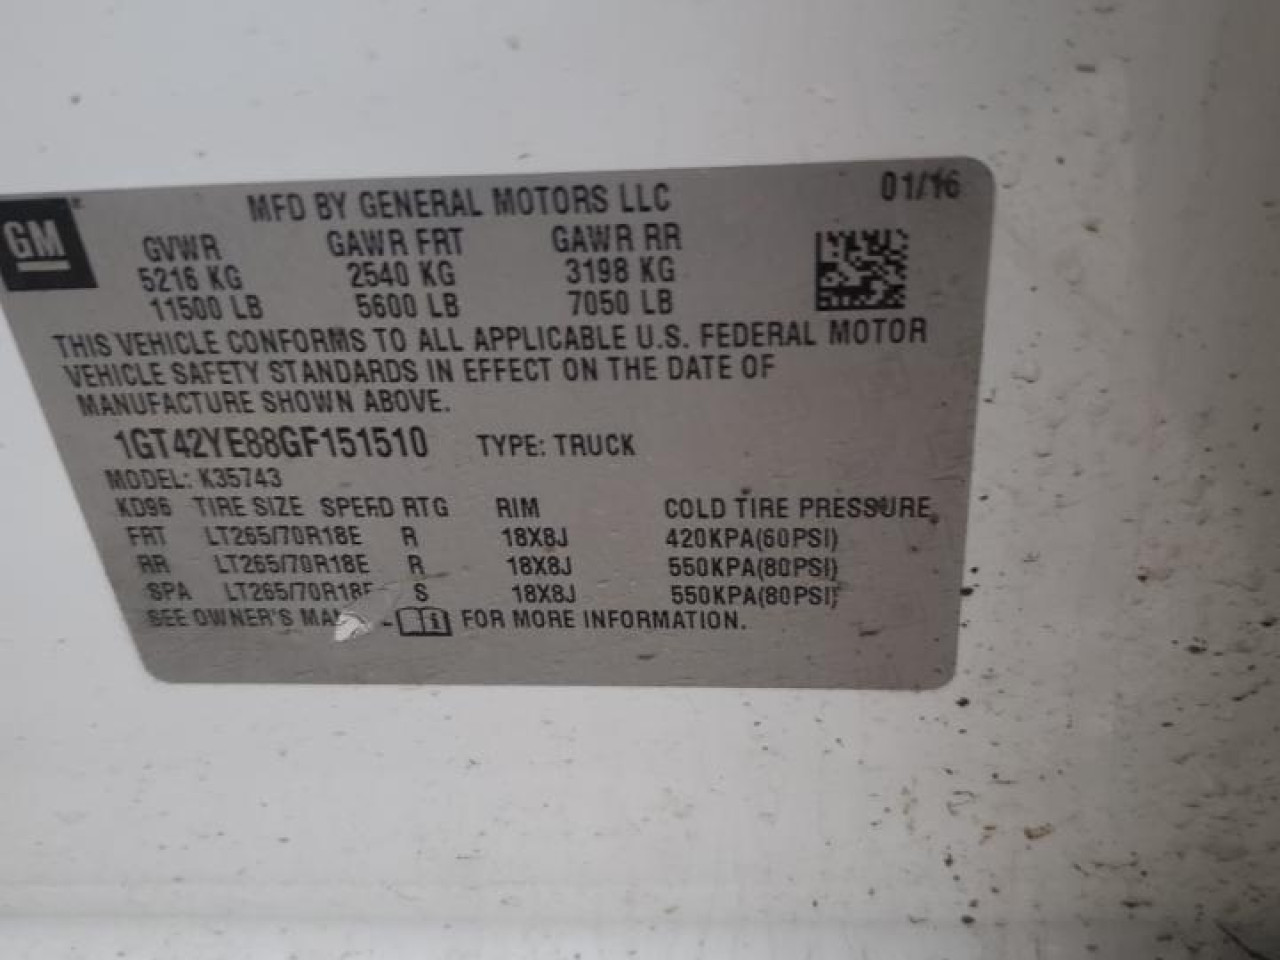 GM
MFD BY GENERAL MOTORS LLC 01/16
GVWR GAWR FRT GAWR RR
5216 KG 2540 KG 3198 KG
11500 LB 5600 LB 7050 LB
THIS VEHICLE CONFORMS TO ALL APPLICABLE U.S. FEDERAL MOTOR
VEHICLE SAFETY STANDARDS IN EFFECT ON THE DATE OF
MANUFACTURE SHOWN ABOVE.
1GT42YE88GF151510 TYPE: TRUCK
MODEL: K35743
KD96 TIRE SIZE SPEED RTG RIM COLD TIRE PRESSURE
FRT LT265/70R18E R 18X8J 420KPA(60PSI)
RR LT265/70R18E R 18X8J 550KPA(80PSI)
SPA LT265/70R18E S 18X8J 550KPA(80PSI)
SEE OWNER'S FOR MORE INFORMATION.